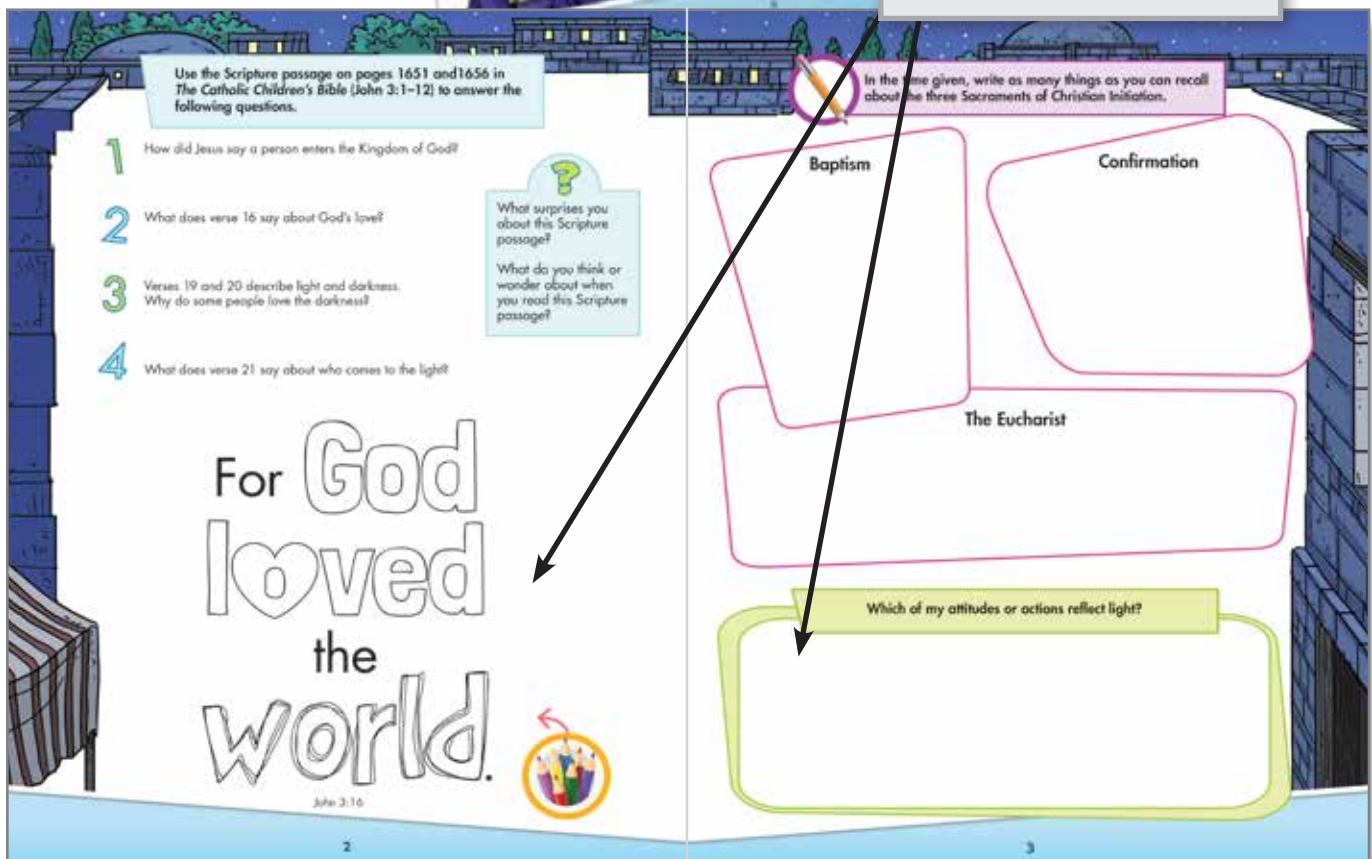 Use the Scripture passage on pages 1651 and1656 in
The Catholic Children's Bible (John 3:1–12) to answer the
following questions.
1 How did Jesus say a person enters the Kingdom of God?
2 What does verse 16 say about God's love?
3 Verses 19 and 20 describe light and darkness.
Why do some people love the darkness?
4 What does verse 21 say about who comes to the light?
?
What surprises you
about this Scripture
passage?
What do you think or
wonder about when
you read this Scripture
passage?
For God
loved
the
world.
John 3:16
2
In the time given, write as many things as you can recall
about the three Sacraments of Christian Initiation.
Baptism
Confirmation
The Eucharist
Which of my attitudes or actions reflect light?
3